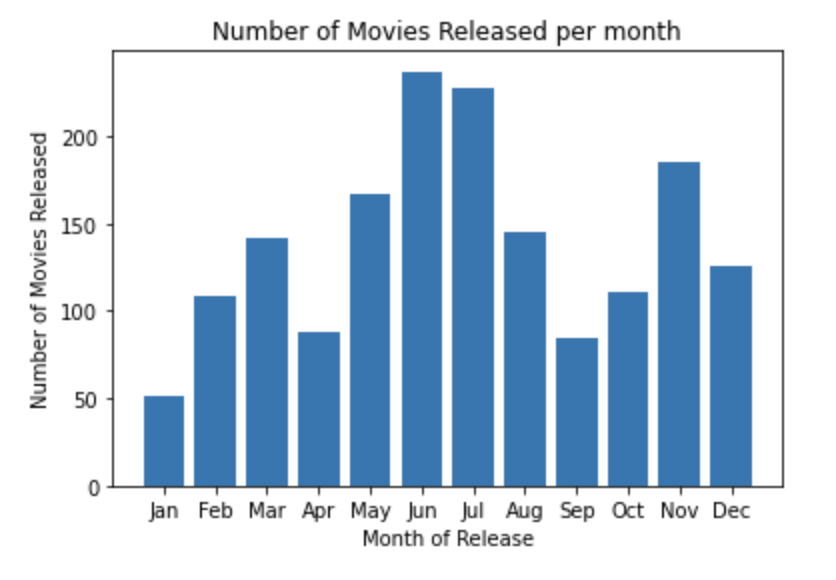 Number of Movies Released per month
Number of Movies Released
200
150
100
50
0
Jan Feb Mar Apr May Jun Jul Aug Sep Oct Nov Dec
Month of Release